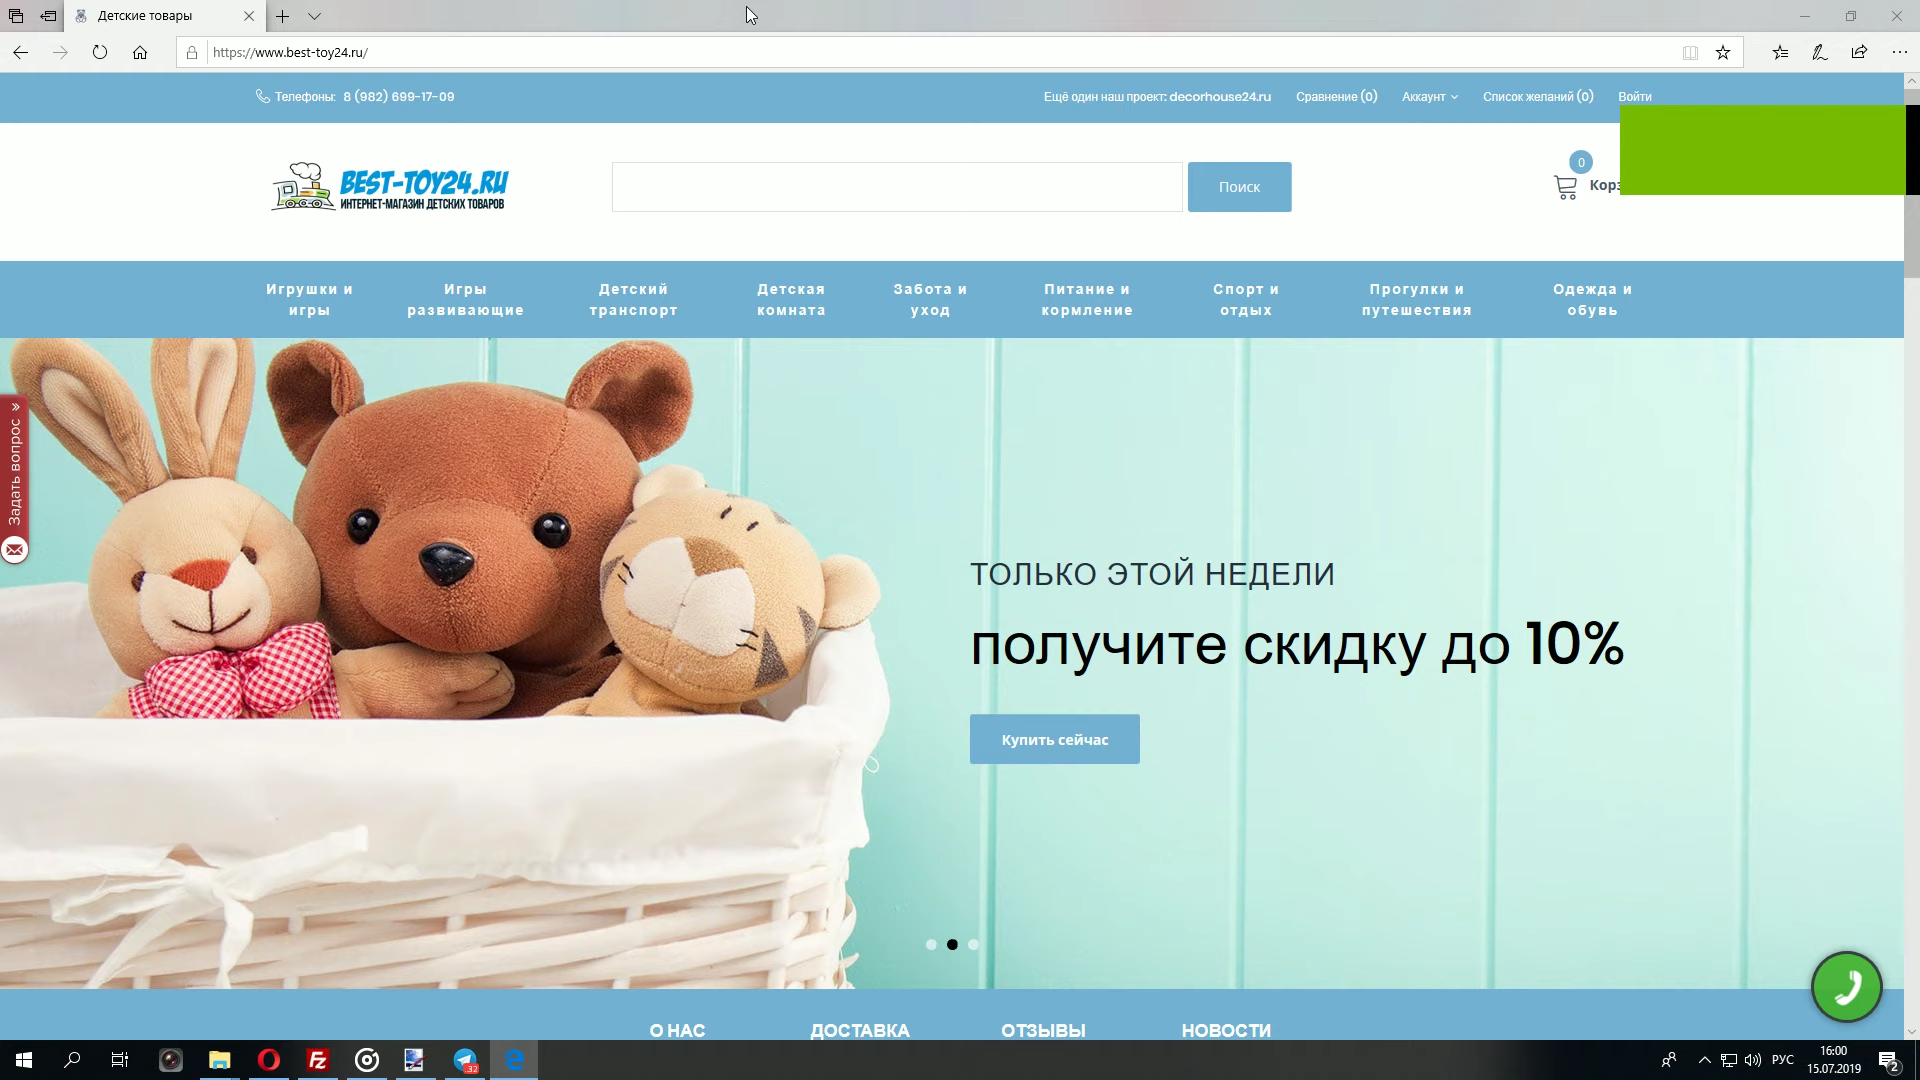 Детские товары
https://www.best-toy24.ru/
Телефоны: 8 (982) 699-17-09
Ещё один наш проект: decorhouse24.ru
Сравнение (0)
Аккаунт
Список желаний (0)
Войти
BEST-TOY24.RU
ИНТЕРНЕТ-МАГАЗИН ДЕТСКИХ ТОВАРОВ
Поиск
0
Игрушки и
игры
Игры
развивающие
Детский
транспорт
Детская
комната
Забота и
уход
Питание и
кормление
Спорт и
отдых
Прогулки и
путешествия
Одежда и
обувь
Задать вопрос
ТОЛЬКО ЭТОЙ НЕДЕЛИ
получите скидку до 10%
Купить сейчас
О НАС
ДОСТАВКА
ОТЗЫВЫ
НОВОСТИ
Fz
32
РУС
16:00
15.07.2019
2